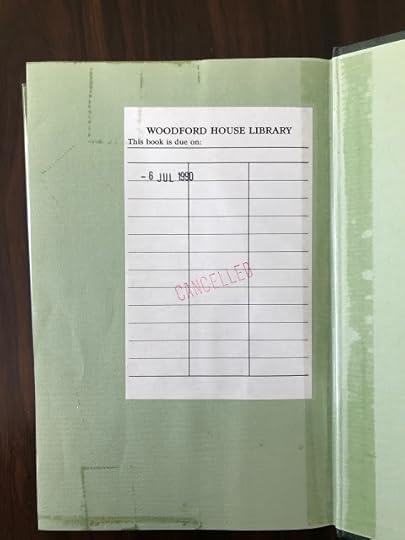 WOODFORD HOUSE LIBRARY
This book is due on:
- 6 JUL 1990
CANCELLED